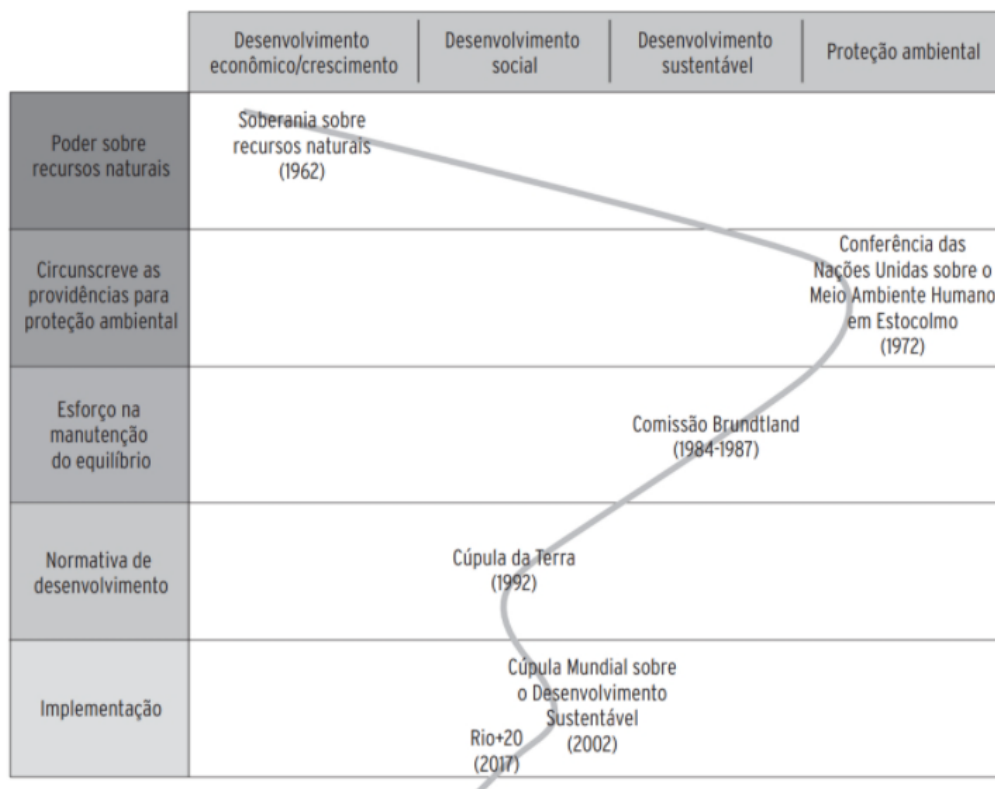 Desenvolvimento
econômico/crescimento
Desenvolvimento
social
Desenvolvimento
sustentável
Proteção ambiental
Poder sobre
recursos naturais
Soberania sobre
recursos naturais
(1962)
Circunscreve as
providências para
proteção ambiental
Conferência das
Nações Unidas sobre o
Meio Ambiente Humano
em Estocolmo
(1972)
Esforço na
manutenção
do equilíbrio
Comissão Brundtland
(1984-1987)
Normativa de
desenvolvimento
Cúpula da Terra
(1992)
Implementação
Cúpula Mundial sobre
o Desenvolvimento
Sustentável
(2002)
Rio+20
(2017)